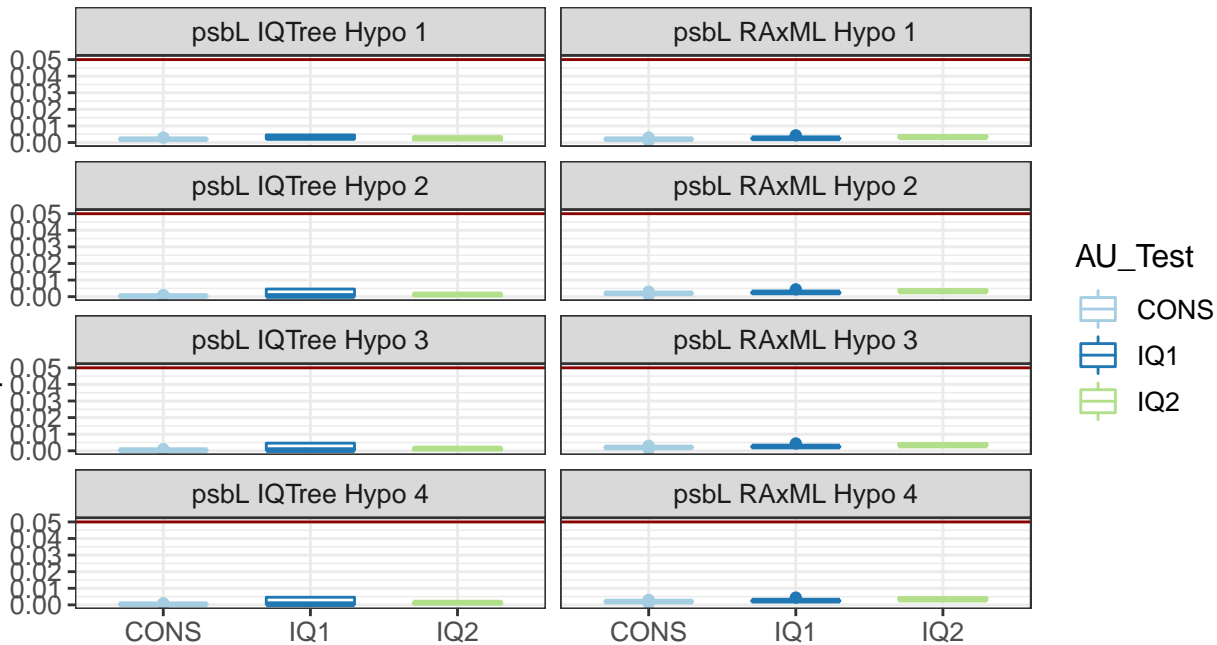 psbL IQTree Hypo 1
psbL RAxML Hypo 1
0.05
0.04
0.03
0.02
0.01
0.00
psbL IQTree Hypo 2
psbL RAxML Hypo 2
0.05
0.04
0.03
0.02
0.01
0.00
psbL IQTree Hypo 3
psbL RAxML Hypo 3
0.05
0.04
0.03
0.02
0.01
0.00
psbL IQTree Hypo 4
psbL RAxML Hypo 4
0.05
0.04
0.03
0.02
0.01
0.00
CONS IQ1 IQ2 CONS IQ1 IQ2
AU_Test
CONS
IQ1
IQ2